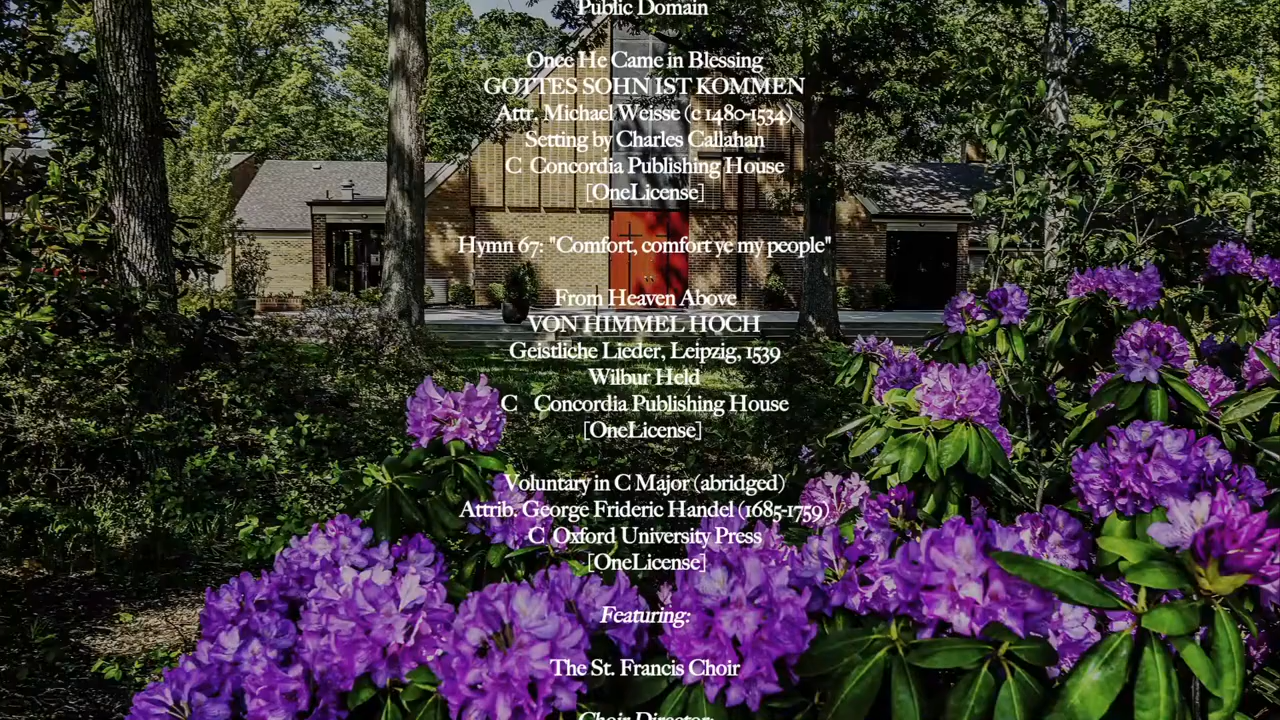 Public Domain
Once He Came in Blessing
GOTTES SOHN IST KOMMEN
Attr. Michael Weisse (c 1480-1534)
Setting by Charles Callahan
C Concordia Publishing House
[OneLicense]
Hymn 67: "Comfort, comfort ye my people"
From Heaven Above
VON HIMMEL HOCH
Geistliche Lieder, Leipzig, 1539
Wilbur Held
C Concordia Publishing House
[OneLicense]
Voluntary in C Major (abridged)
Attrib. George Frideric Handel (1685-1759)
C Oxford University Press
[OneLicense]
Featuring:
The St. Francis Choir
Choir Director: